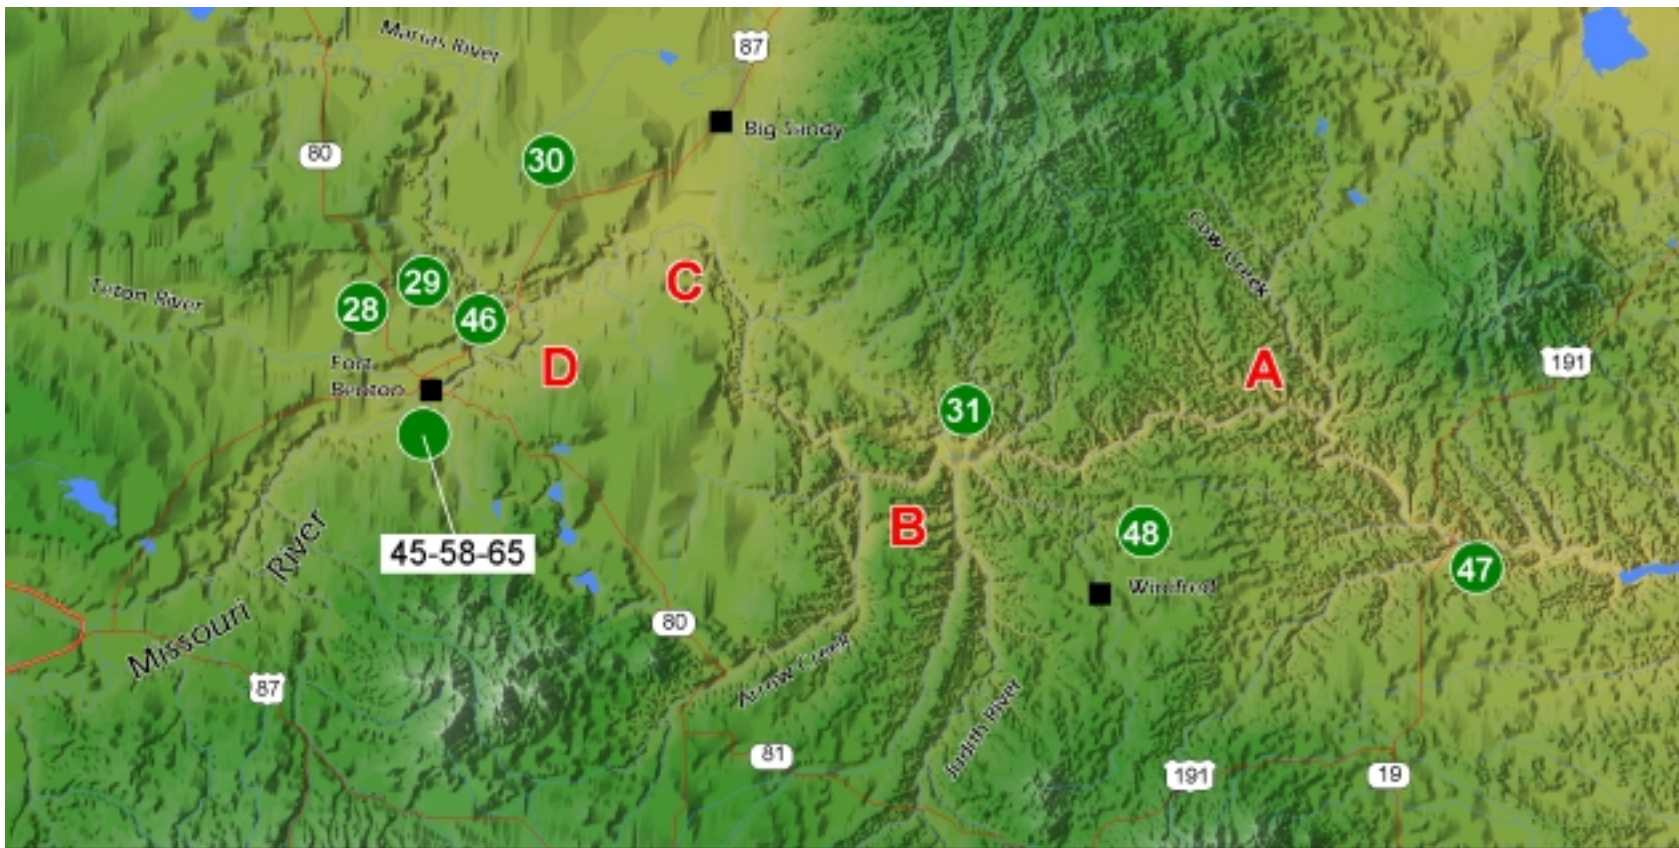 Marias River
87
Big Sandy
80
30
Cow Creek
C
29
Teton River
28
46
191
Fort
Benton
D
A
31
B
48
45-58-65
River
47
Winifred
Missouri
80
Arrow Creek
87
Judith River
81
191
19